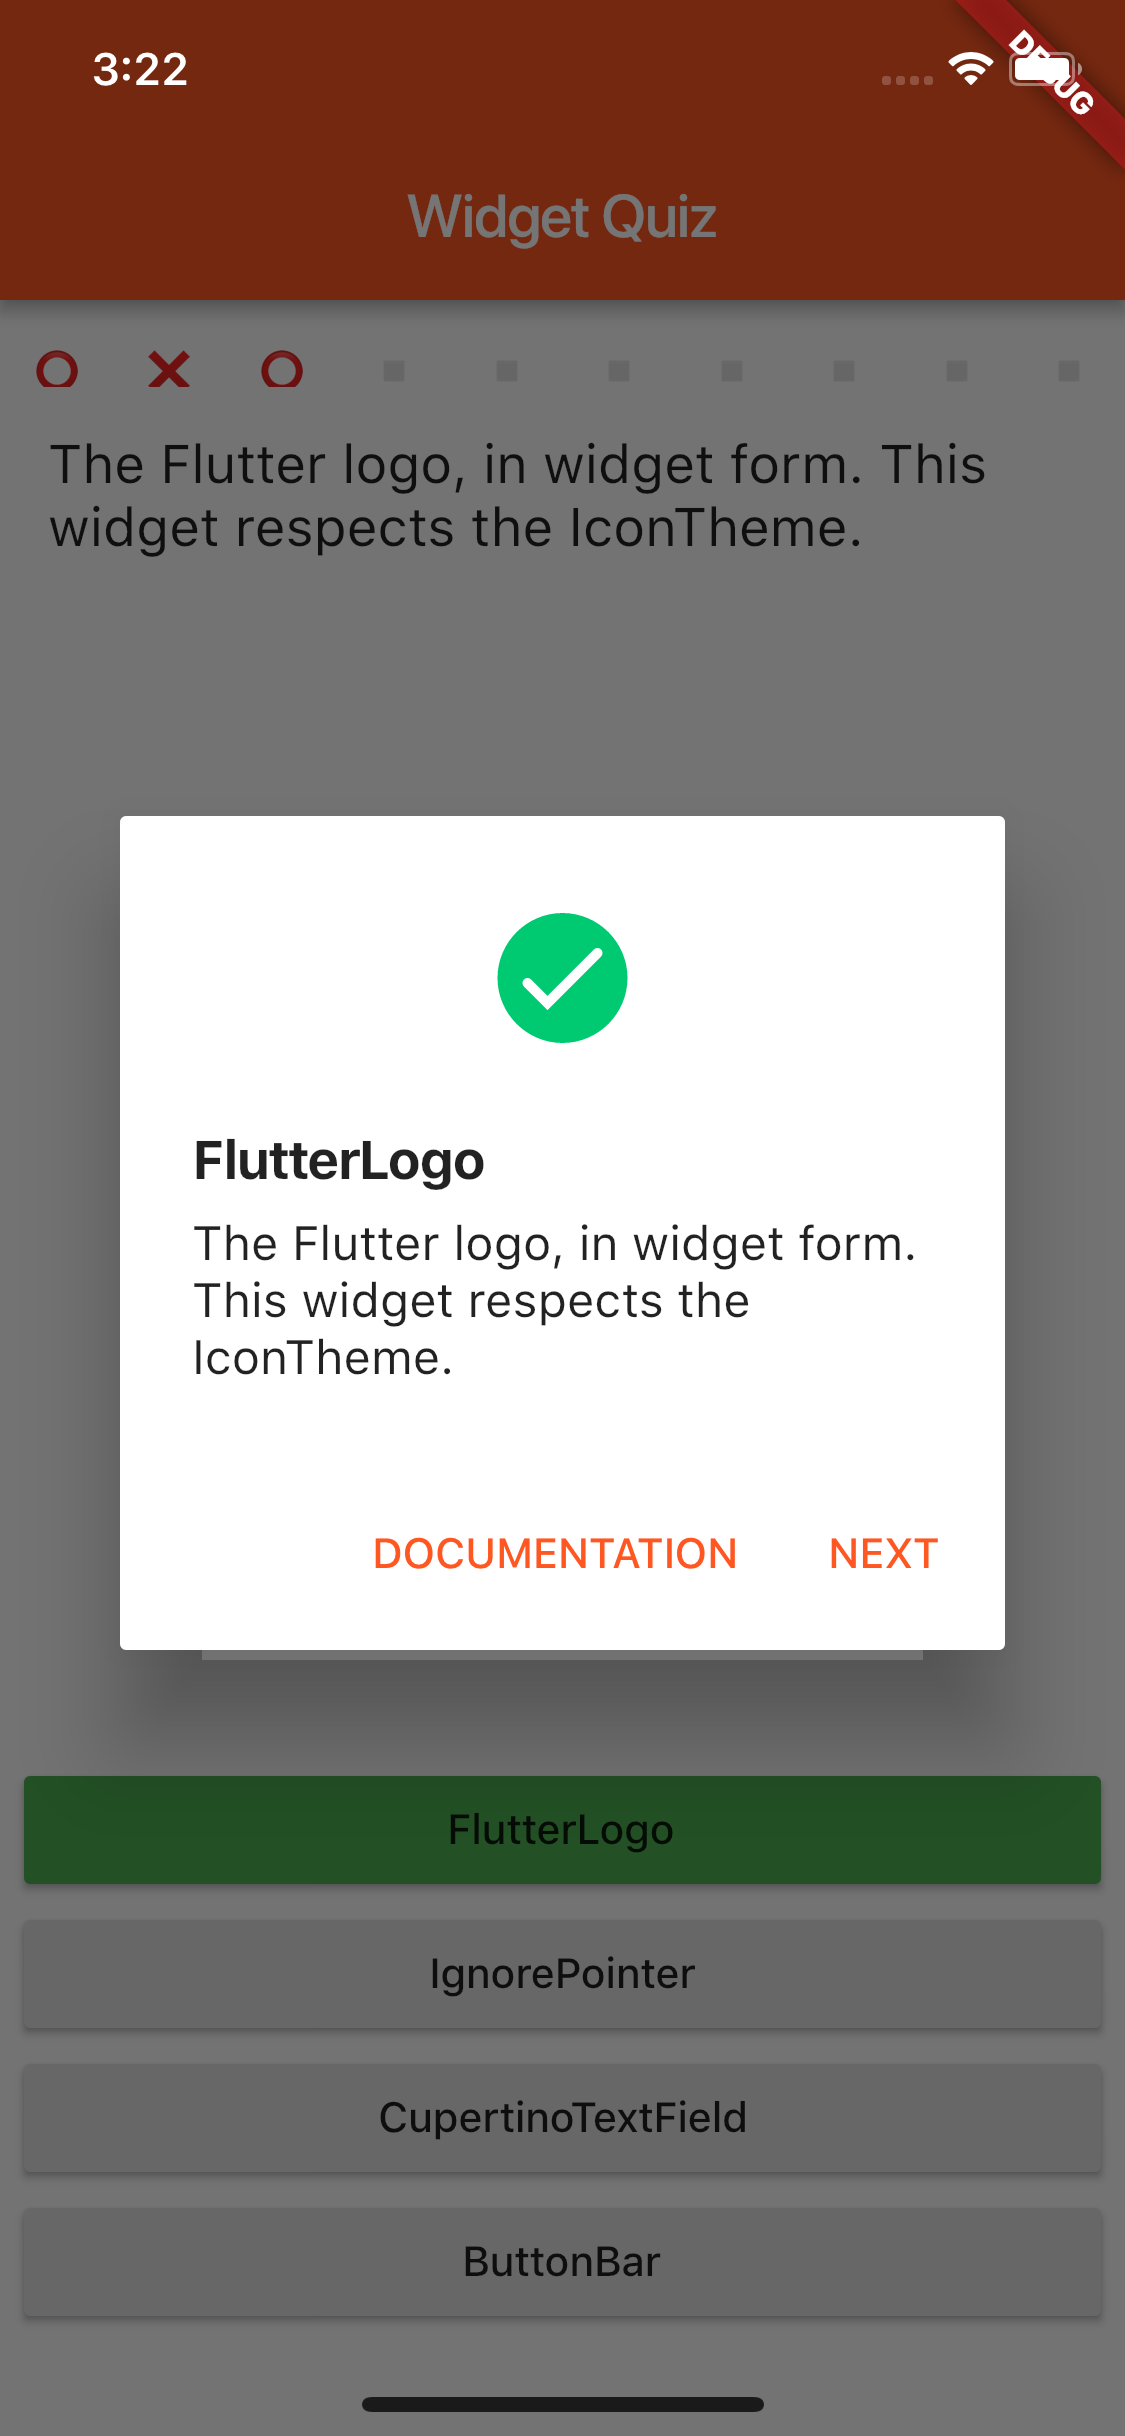 3:22
DEBUG
Widget Quiz
The Flutter logo, in widget form. This
widget respects the IconTheme.
FlutterLogo
The Flutter logo, in widget form.
This widget respects the
IconTheme.
DOCUMENTATION NEXT
FlutterLogo
IgnorePointer
CupertinoTextField
ButtonBar